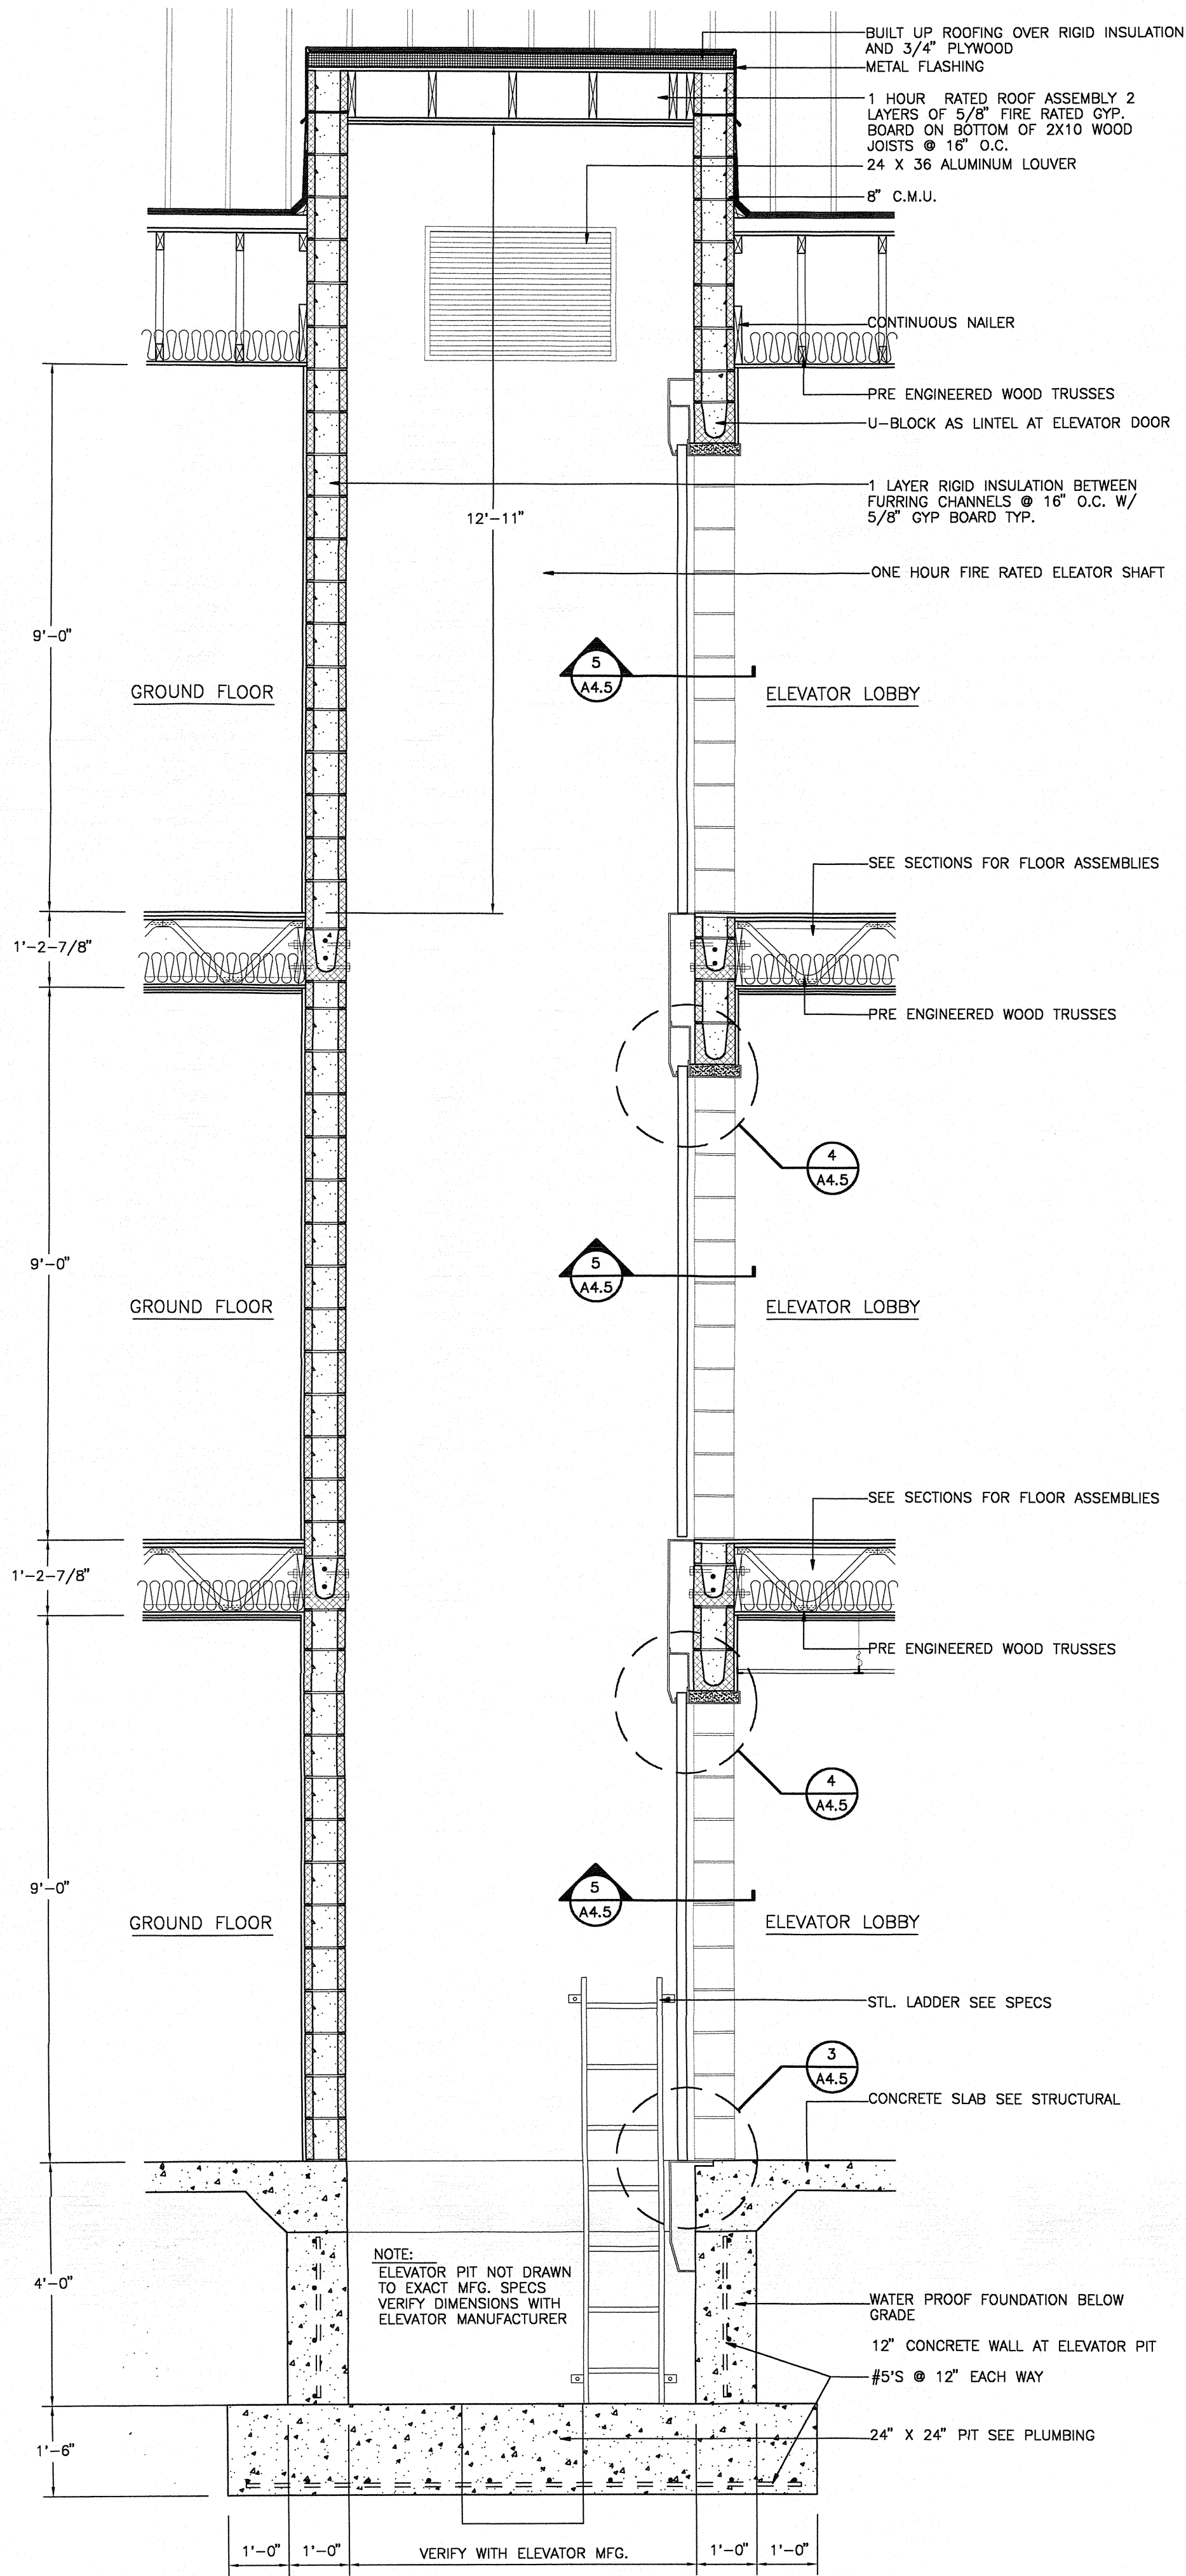 BUILT UP ROOFING OVER RIGID INSULATION
AND 3/4" PLYWOOD
METAL FLASHING
1 HOUR RATED ROOF ASSEMBLY 2
LAYERS OF 5/8" FIRE RATED GYP.
BOARD ON BOTTOM OF 2X10 WOOD
JOISTS @ 16" O.C.
24 X 36 ALUMINUM LOUVER
8" C.M.U.
CONTINUOUS NAILER
PRE ENGINEERED WOOD TRUSSES
U-BLOCK AS LINTEL AT ELEVATOR DOOR
1 LAYER RIGID INSULATION BETWEEN
FURRING CHANNELS @ 16" O.C. W/
5/8" GYP BOARD TYP.
12'-11"
ONE HOUR FIRE RATED ELEATOR SHAFT
9'-0"
5
A4.5
GROUND FLOOR
ELEVATOR LOBBY
SEE SECTIONS FOR FLOOR ASSEMBLIES
1'-2-7/8"
PRE ENGINEERED WOOD TRUSSES
4
A4.5
9'-0"
5
A4.5
GROUND FLOOR
ELEVATOR LOBBY
SEE SECTIONS FOR FLOOR ASSEMBLIES
1'-2-7/8"
PRE ENGINEERED WOOD TRUSSES
4
A4.5
9'-0"
5
A4.5
GROUND FLOOR
ELEVATOR LOBBY
STL. LADDER SEE SPECS
3
A4.5
CONCRETE SLAB SEE STRUCTURAL
NOTE:
ELEVATOR PIT NOT DRAWN
TO EXACT MFG. SPECS
VERIFY DIMENSIONS WITH
ELEVATOR MANUFACTURER
4'-0"
WATER PROOF FOUNDATION BELOW
GRADE
12" CONCRETE WALL AT ELEVATOR PIT
#5'S @ 12" EACH WAY
24" X 24" PIT SEE PLUMBING
1'-6"
1'-0"
1'-0"
VERIFY WITH ELEVATOR MFG.
1'-0"
1'-0"